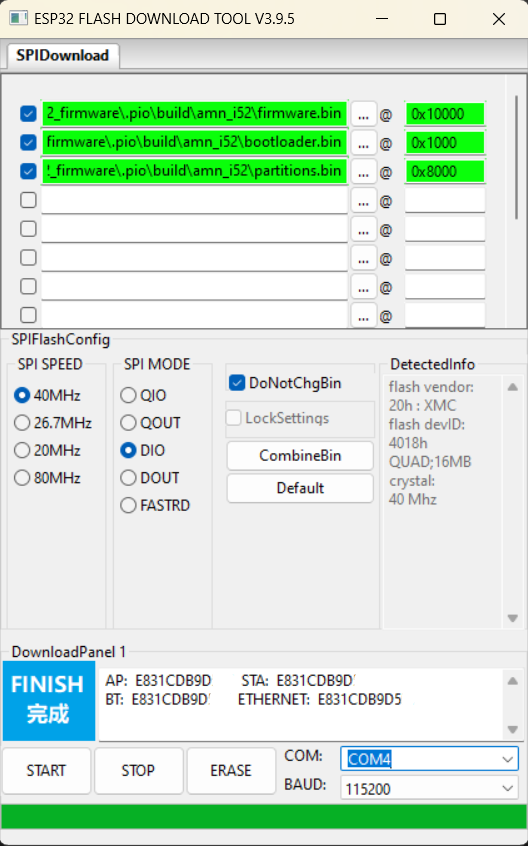 ESP32 FLASH DOWNLOAD TOOL V3.9.5
SPIDownload
2_firmware\.pio\build\amn_i52\firmware.bin ... @ 0x10000
firmware\.pio\build\amn_i52\bootloader.bin ... @ 0x1000
2_firmware\.pio\build\amn_i52\partitions.bin ... @ 0x8000
... @
... @
... @
... @
... @
SPIFlashConfig
SPI SPEED
40MHz
26.7MHz
20MHz
80MHz
SPI MODE
QIO
QOUT
DIO
DOUT
FASTRD
DoNotChgBin
LockSettings
CombineBin
Default
DetectedInfo
flash vendor:
20h : XMC
flash devID:
4018h
QUAD;16MB
crystal:
40 Mhz
DownloadPanel 1
FINISH
完成
AP: E831CDB9D STA: E831CDB9D
BT: E831CDB9D ETHERNET: E831CDB9D5
START
STOP
ERASE
COM: COM4
BAUD: 115200